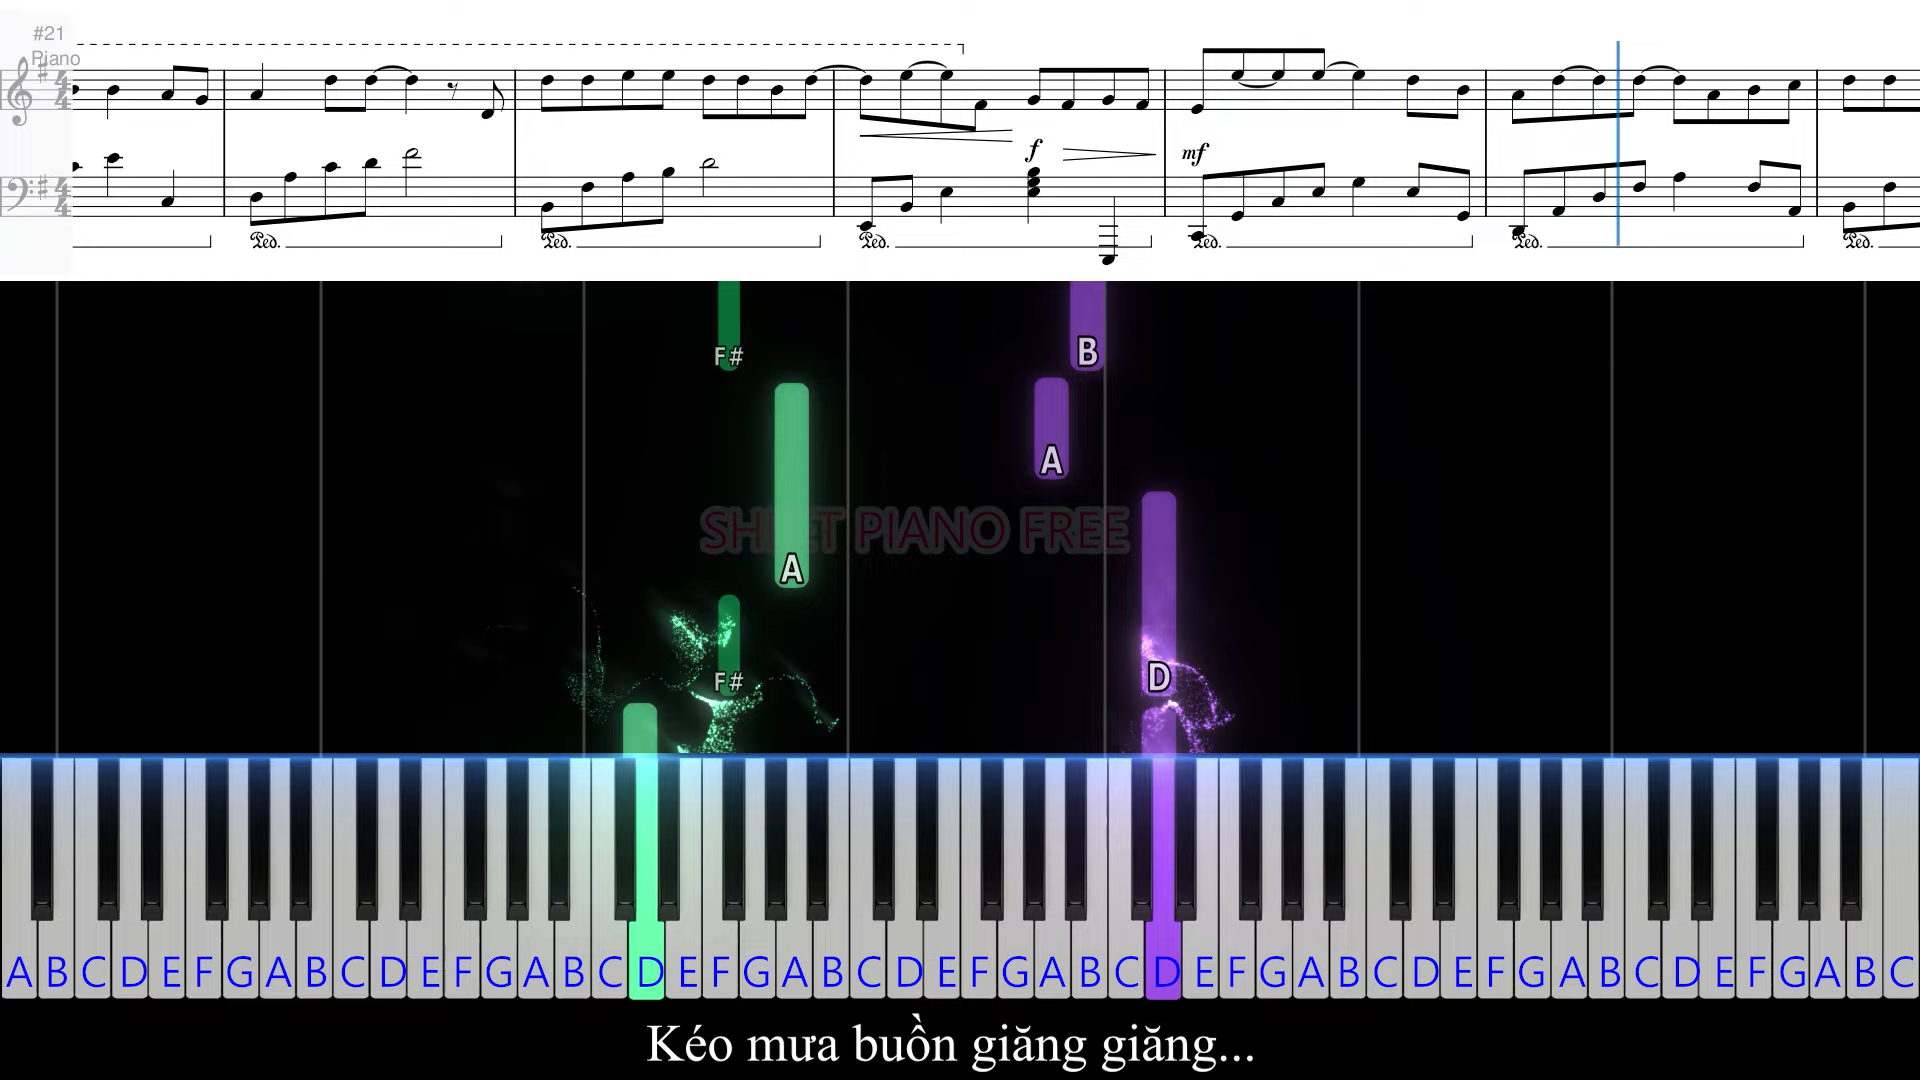 #21
Piano
f
mf
Ped. Ped. Ped. Ped. Ped. Ped.
F#
B
A
SHEET PIANO FREE
A
F#
D
A B C D E F G A B C D E F G A B C D E F G A B C D E F G A B C D E F G A B C D E F G A B C D E F G A B C
Kéo mưa buồn giăng giăng...